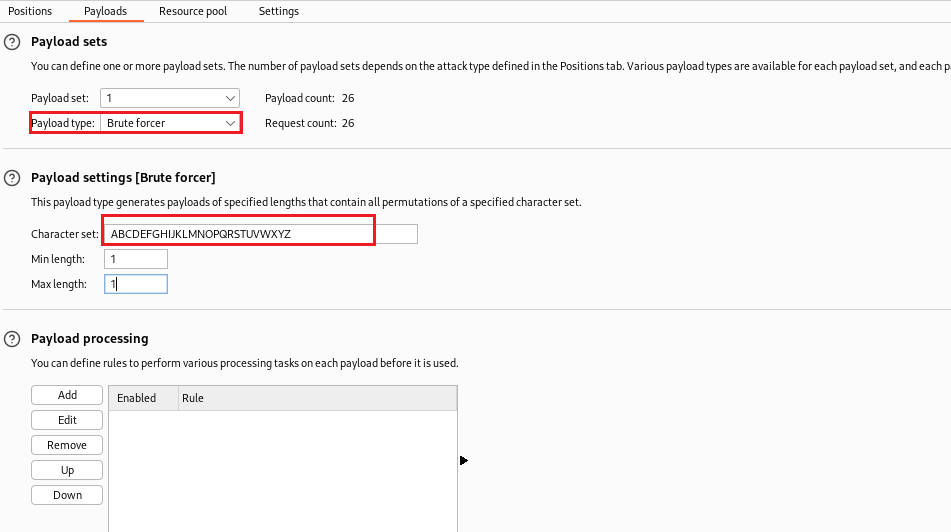 Positions Payloads Resource pool Settings
Payload sets
You can define one or more payload sets. The number of payload sets depends on the attack type defined in the Positions tab. Various payload types are available for each payload set, and each p
Payload set: 1 Payload count: 26
Payload type: Brute forcer Request count: 26
Payload settings [Brute forcer]
This payload type generates payloads of specified lengths that contain all permutations of a specified character set.
Character set: ABCDEFGHIJKLMNOPQRSTUVWXYZ
Min length: 1
Max length: 1
Payload processing
You can define rules to perform various processing tasks on each payload before it is used.
Add Enabled Rule
Edit
Remove
Up
Down